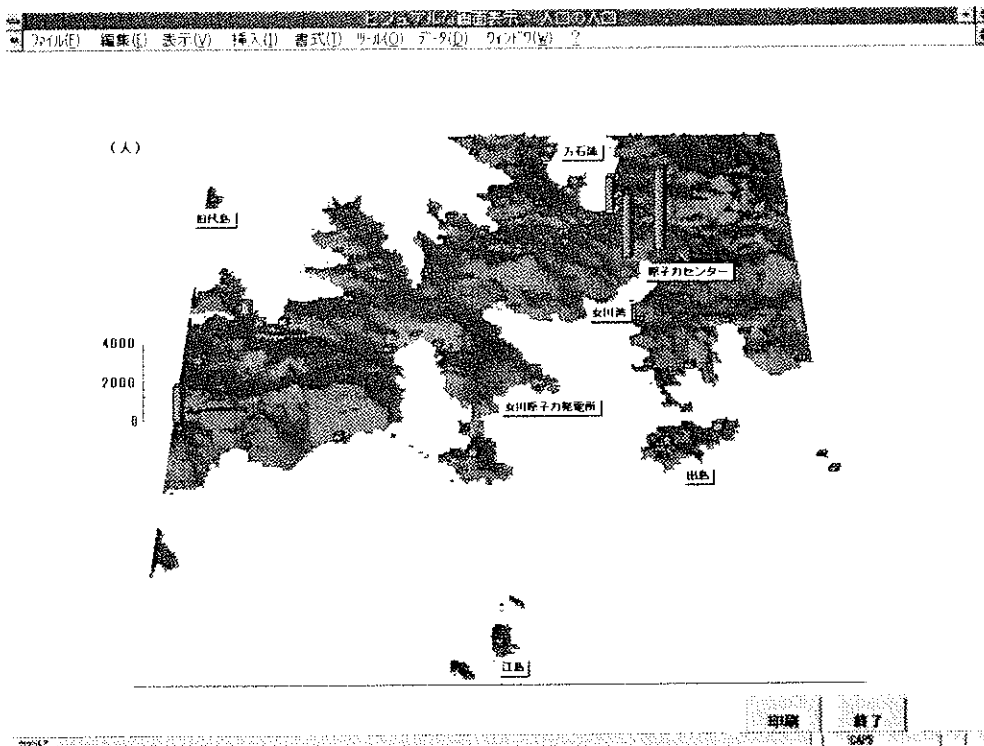 ビジュアルな画面表示 - 人口の入口
ファイル(F) 編集(E) 表示(V) 挿入(I) 書式(T) ツール(O) データ(D) ウィンドウ(W) ?
(人)
万石浦
田代島
原子力センター
女川湾
4000
2000
0
女川原子力発電所
出島
江島
印刷 終了